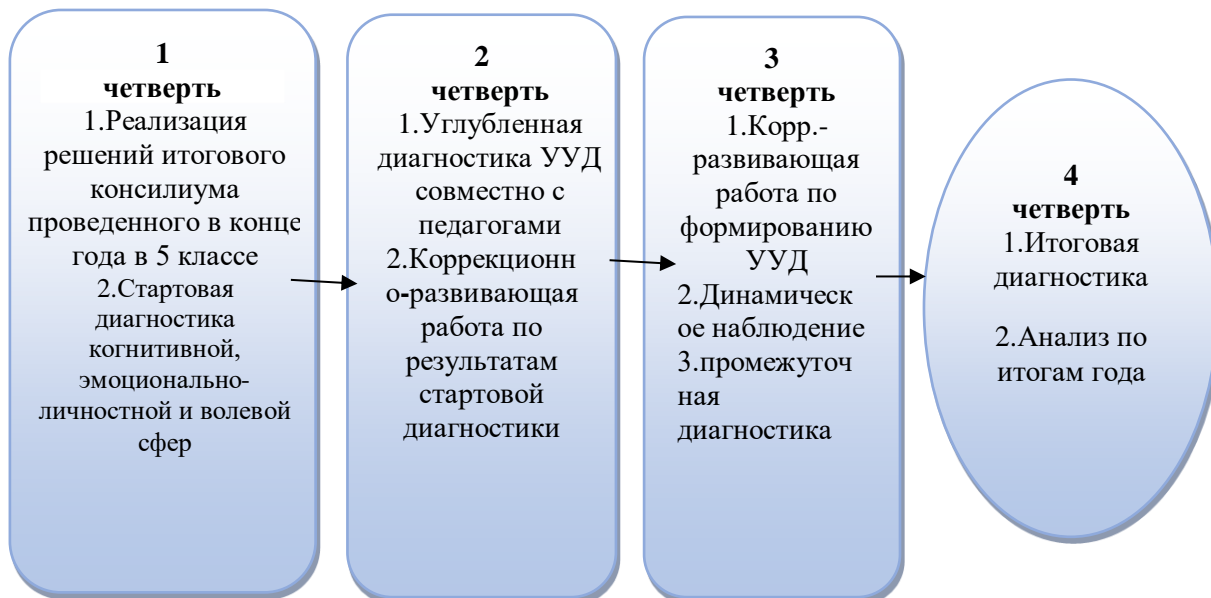 1
четверть
1.Реализация
решений итогового
консилиума
проведенного в конце
года в 5 классе
2.Стартовая
диагностика
когнитивной,
эмоционально-
личностной и волевой
сфер
2
четверть
1.Углубленная
диагностика УУД
совместно с
педагогами
2.Коррекционн
о-развивающая
работа по
результатам
стартовой
диагностики
3
четверть
1.Корр.-
развивающая
работа по
формированию
УУД
2.Динамическ
ое наблюдение
3.промежуточ
ная
диагностика
4
четверть
1.Итоговая
диагностика
2.Анализ по
итогам года